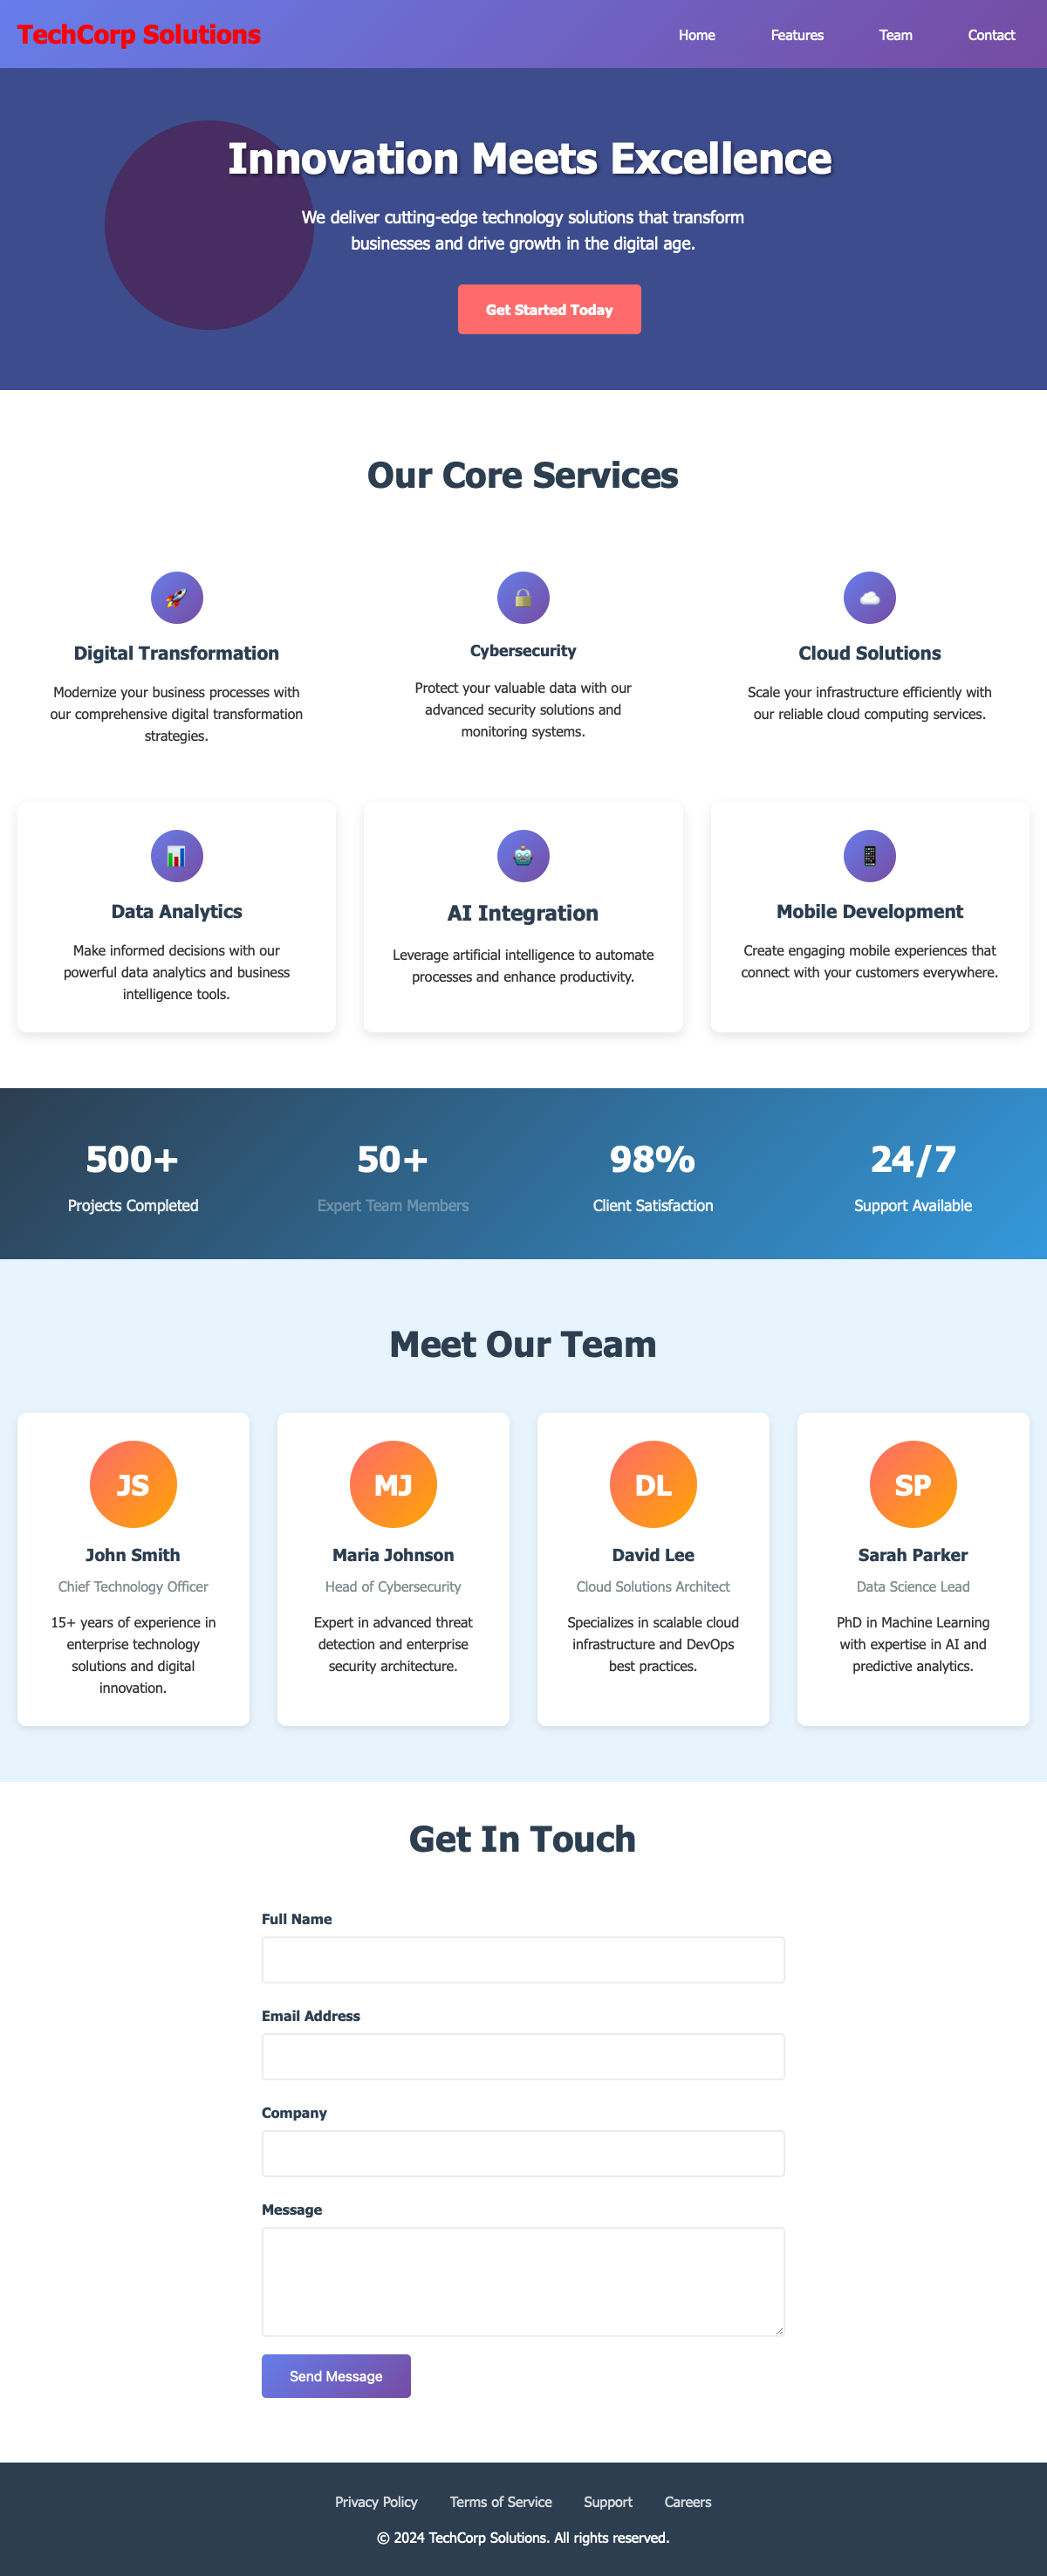 TechCorp Solutions
Home
Features
Team
Contact
Innovation Meets Excellence
We deliver cutting-edge technology solutions that transform
businesses and drive growth in the digital age.
Get Started Today
Our Core Services
Digital Transformation
Modernize your business processes with
our comprehensive digital transformation
strategies.
Cybersecurity
Protect your valuable data with our
advanced security solutions and
monitoring systems.
Cloud Solutions
Scale your infrastructure efficiently with
our reliable cloud computing services.
Data Analytics
Make informed decisions with our
powerful data analytics and business
intelligence tools.
AI Integration
Leverage artificial intelligence to automate
processes and enhance productivity.
Mobile Development
Create engaging mobile experiences that
connect with your customers everywhere.
500+
Projects Completed
50+
Expert Team Members
98%
Client Satisfaction
24/7
Support Available
Meet Our Team
JS
John Smith
Chief Technology Officer
15+ years of experience in
enterprise technology
solutions and digital
innovation.
MJ
Maria Johnson
Head of Cybersecurity
Expert in advanced threat
detection and enterprise
security architecture.
DL
David Lee
Cloud Solutions Architect
Specializes in scalable cloud
infrastructure and DevOps
best practices.
SP
Sarah Parker
Data Science Lead
PhD in Machine Learning
with expertise in AI and
predictive analytics.
Get In Touch
Full Name
Email Address
Company
Message
Send Message
Privacy Policy
Terms of Service
Support
Careers
© 2024 TechCorp Solutions. All rights reserved.